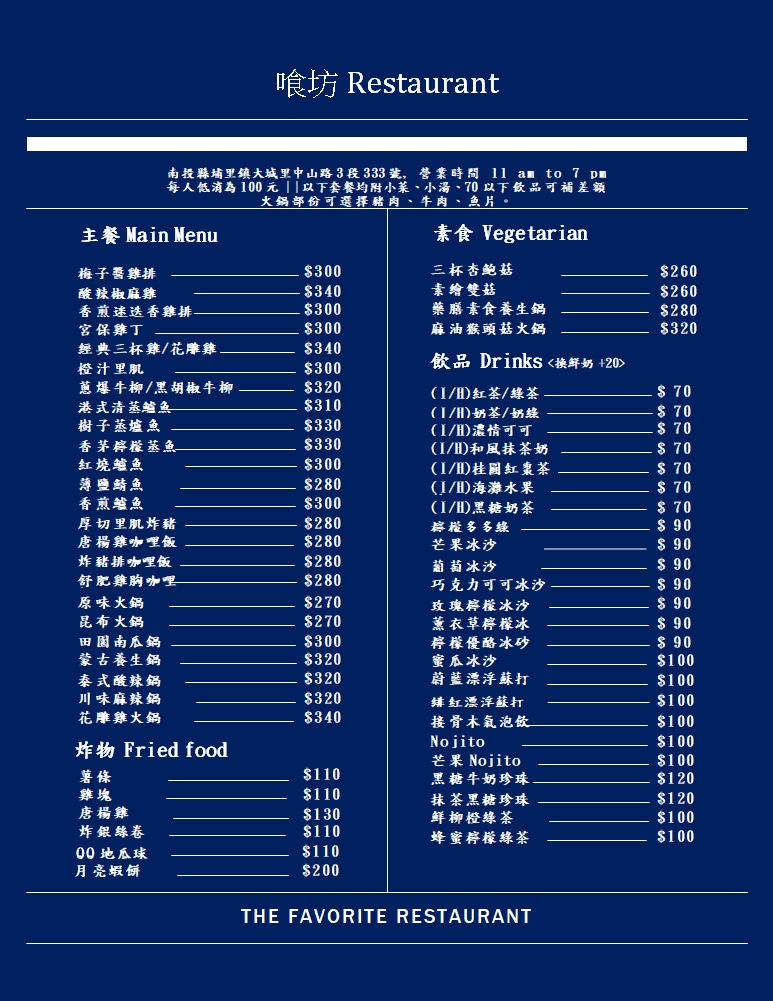 飡坊 Restaurant
南投縣埔里鎮大城里中山路3段333號, 營業時間 11 am to 7 pm
每人低消為100元 ||以下套餐均附小菜、小湯、70以下飲品可補差額
火鍋部份可選擇豬肉、牛肉、魚片。
主餐 Main Menu
梅子醬雞排 $300
酸辣椒麻雞 $340
香煎迷迭香雞排 $300
宮保雞丁 $300
經典三杯雞/花雕雞 $340
橙汁里肌 $300
蔥爆牛柳/黑胡椒牛柳 $320
港式清蒸鱸魚 $310
樹子蒸鱸魚 $330
香茅檸檬蒸魚 $330
紅燒鱸魚 $300
薄鹽鯖魚 $280
香煎鱸魚 $300
厚切里肌炸豬 $280
唐楊雞咖哩飯 $280
炸豬排咖哩飯 $280
舒肥雞胸咖哩 $280
原味火鍋 $270
昆布火鍋 $270
田園南瓜鍋 $300
蒙古養生鍋 $320
泰式酸辣鍋 $320
川味麻辣鍋 $320
花雕雞火鍋 $340
炸物 Fried food
薯條 $110
雞塊 $110
唐楊雞 $130
炸銀絲卷 $110
QQ地瓜球 $110
月亮蝦餅 $200
素食 Vegetarian
三杯杏鮑菇 $260
素繪雙菇 $260
藥膳素食養生鍋 $280
麻油猴頭菇火鍋 $320
飲品 Drinks <換鮮奶 +20>
(I/H)紅茶/綠茶 $ 70
(I/H)奶茶/奶綠 $ 70
(I/H)濃情可可 $ 70
(I/H)和風抹茶奶 $ 70
(I/H)桂圓紅棗茶 $ 70
(I/H)海灘水果 $ 70
(I/H)黑糖奶茶 $ 70
檸檬多多綠 $ 90
芒果冰沙 $ 90
葡萄冰沙 $ 90
巧克力可可冰沙 $ 90
玫瑰檸檬冰沙 $ 90
薰衣草檸檬冰 $ 90
檸檬優酪冰砂 $ 90
蜜瓜冰沙 $100
蔚藍漂浮蘇打 $100
緋紅漂浮蘇打 $100
接骨木氣泡飲 $100
Nojito $100
芒果 Nojito $100
黑糖牛奶珍珠 $120
抹茶黑糖珍珠 $120
鮮柳橙綠茶 $100
蜂蜜檸檬綠茶 $100
THE FAVORITE RESTAURANT